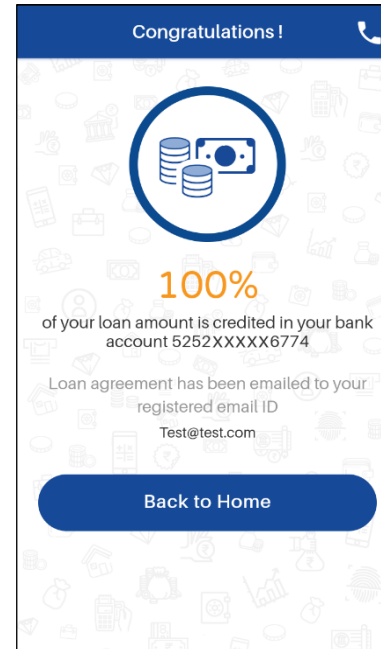 Congratulations !
100%
of your loan amount is credited in your bank
account 5252XXXXX6774
Loan agreement has been emailed to your
registered email ID
Test@test.com
Back to Home